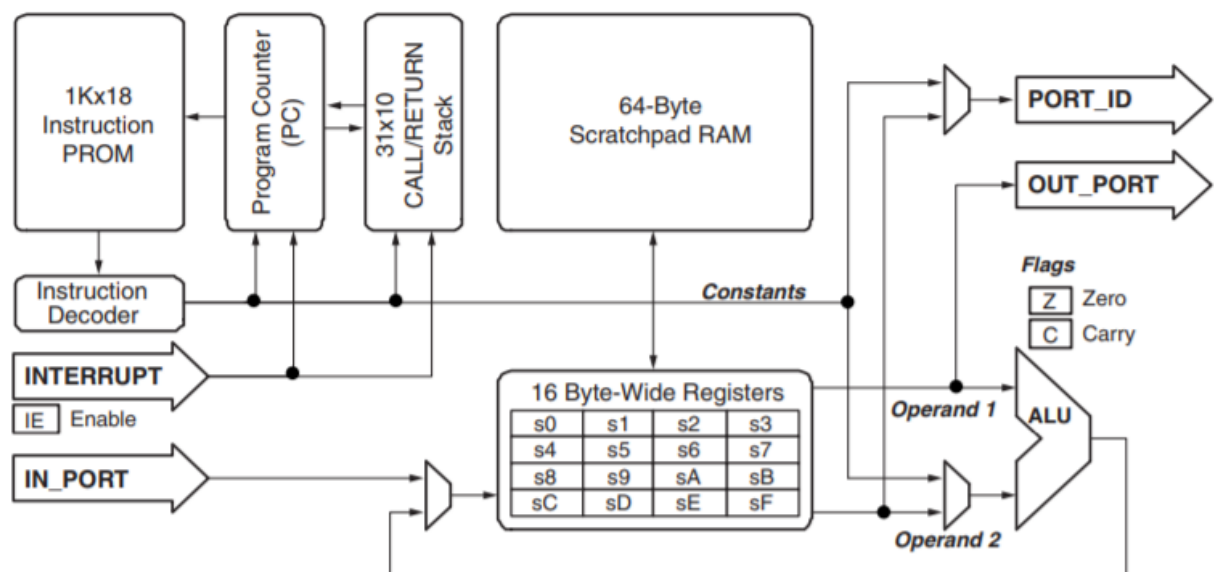 1Kx18
Instruction
PROM
Program Counter
(PC)
31x10
CALL/RETURN
Stack
64-Byte
Scratchpad RAM
PORT_ID
OUT_PORT
Instruction
Decoder
Constants
Flags
Z Zero
C Carry
INTERRUPT
IE Enable
IN_PORT
16 Byte-Wide Registers
s0 s1 s2 s3
s4 s5 s6 s7
s8 s9 sA sB
sC sD sE sF
Operand 1
ALU
Operand 2